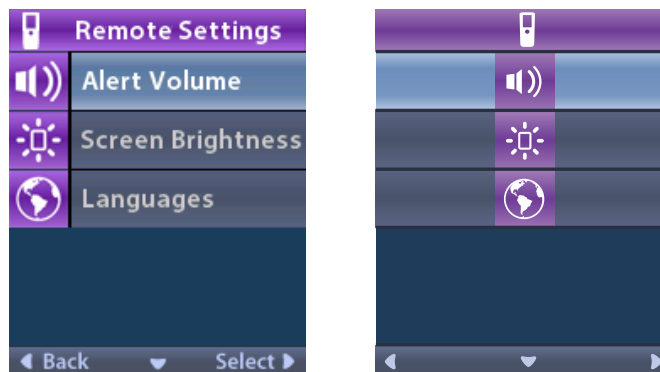 Remote Settings
Alert Volume
Screen Brightness
Languages
Back Select